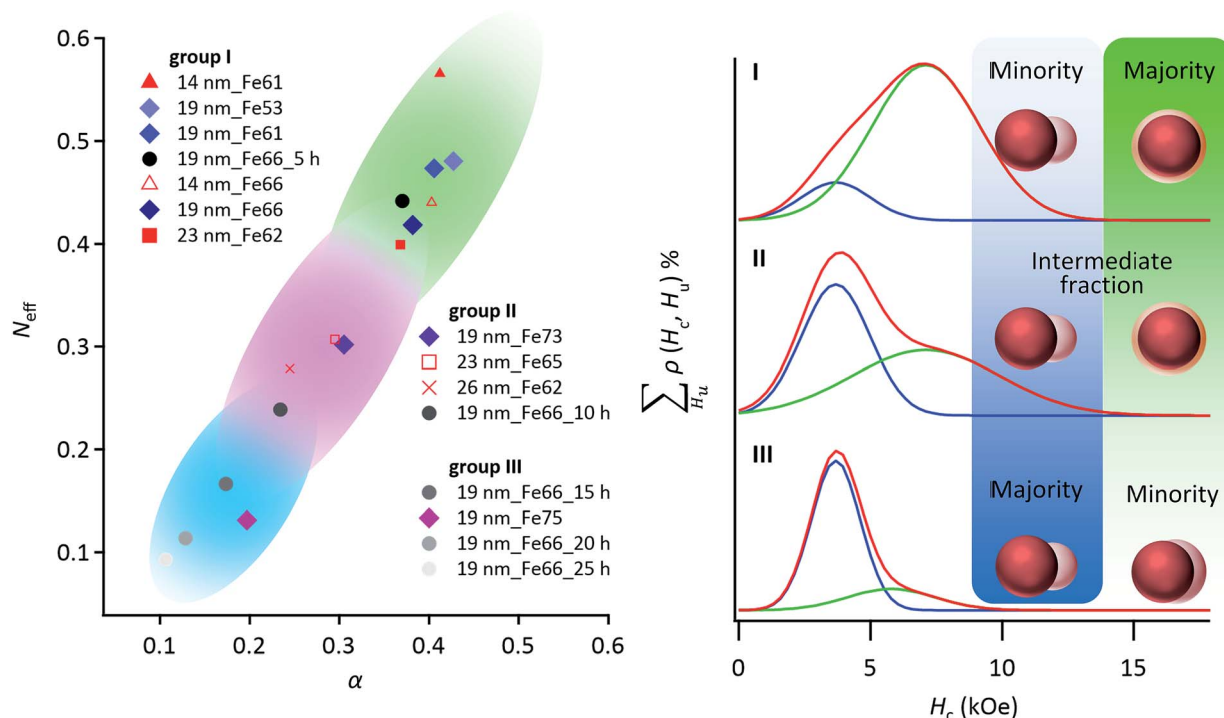 0.6
0.5
0.4
0.3
0.2
0.1
N_eff
0.1 0.2 0.3 0.4 0.5 0.6
α
group I
14 nm_Fe61
19 nm_Fe53
19 nm_Fe61
19 nm_Fe66_5 h
14 nm_Fe66
19 nm_Fe66
23 nm_Fe62
group II
19 nm_Fe73
23 nm_Fe65
26 nm_Fe62
19 nm_Fe66_10 h
group III
19 nm_Fe66_15 h
19 nm_Fe75
19 nm_Fe66_20 h
19 nm_Fe66_25 h
∑_{H_u} ρ (H_c, H_u) %
I
Minority Majority
II
Intermediate
fraction
III
Majority Minority
0 5 10 15
H_c (kOe)